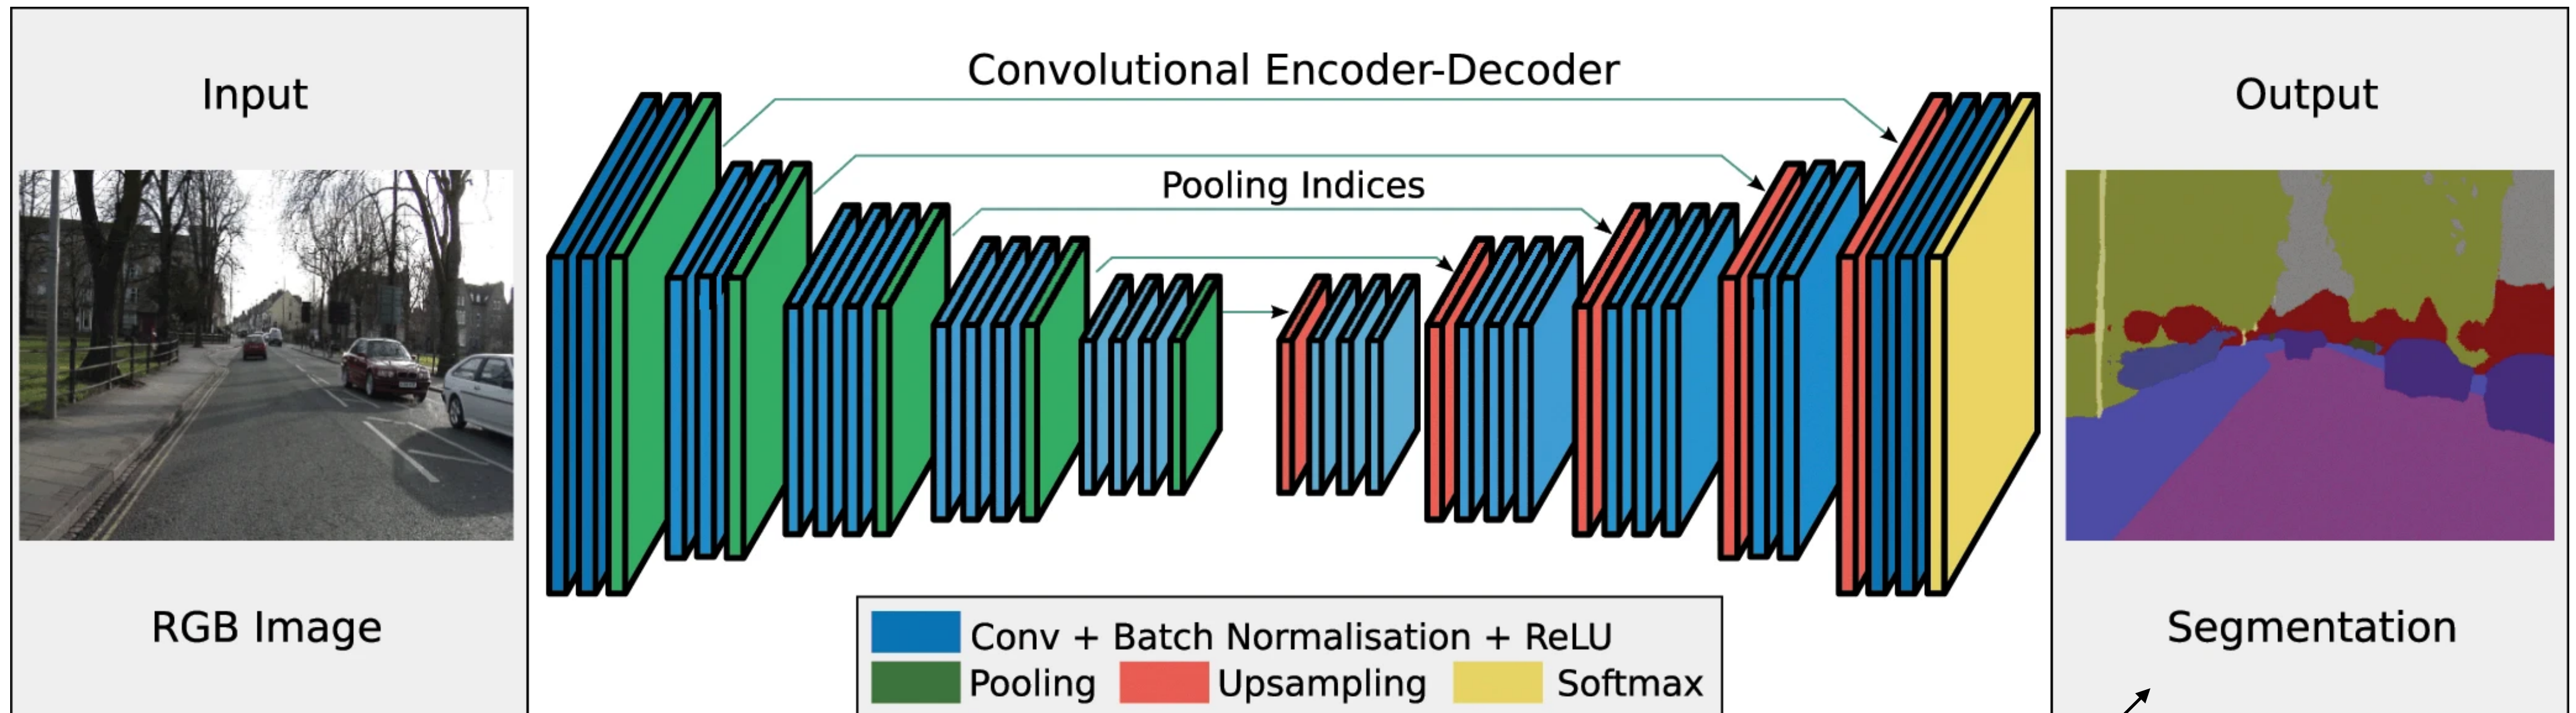 Input
RGB Image
Convolutional Encoder-Decoder
Pooling Indices
Conv + Batch Normalisation + ReLU
Pooling Upsampling Softmax
Output
Segmentation